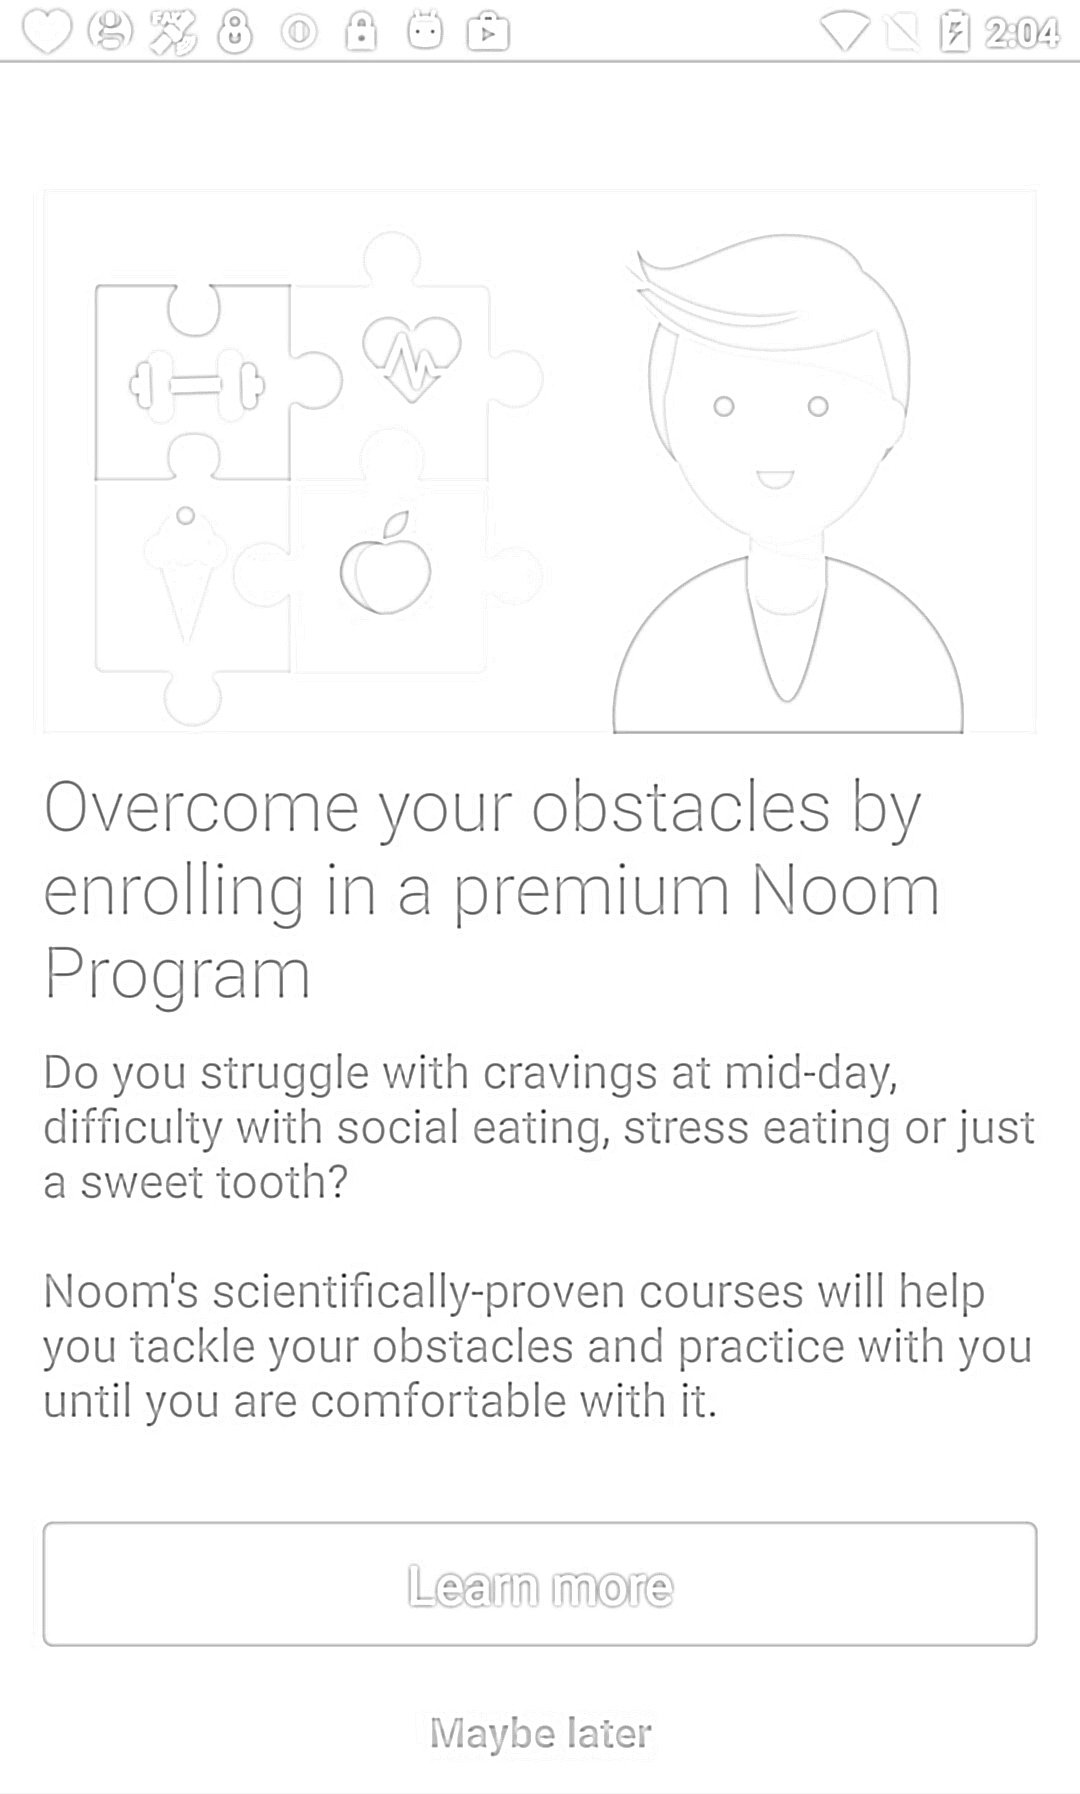 2:04
Overcome your obstacles by
enrolling in a premium Noom
Program
Do you struggle with cravings at mid-day,
difficulty with social eating, stress eating or just
a sweet tooth?
Noom's scientifically-proven courses will help
you tackle your obstacles and practice with you
until you are comfortable with it.
Learn more
Maybe later